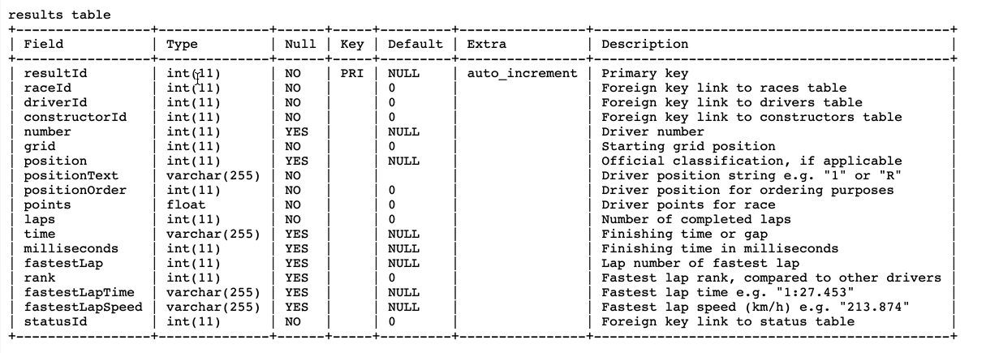 results table
+-----------------+--------------+------+-----+---------+----------------+---------------------------------------------+
| Field | Type | Null | Key | Default | Extra | Description |
+-----------------+--------------+------+-----+---------+----------------+---------------------------------------------+
| resultId | int(11) | NO | PRI | NULL | auto_increment | Primary key |
| raceId | int(11) | NO | | 0 | | Foreign key link to races table |
| driverId | int(11) | NO | | 0 | | Foreign key link to drivers table |
| constructorId | int(11) | NO | | 0 | | Foreign key link to constructors table |
| number | int(11) | YES | | NULL | | Driver number |
| grid | int(11) | NO | | 0 | | Starting grid position |
| position | int(11) | YES | | NULL | | Official classification, if applicable |
| positionText | varchar(255) | NO | | | | Driver position string e.g. "1" or "R" |
| positionOrder | int(11) | NO | | 0 | | Driver position for ordering purposes |
| points | float | NO | | 0 | | Driver points for race |
| laps | int(11) | NO | | 0 | | Number of completed laps |
| time | varchar(255) | YES | | NULL | | Finishing time or gap |
| milliseconds | int(11) | YES | | NULL | | Finishing time in milliseconds |
| fastestLap | int(11) | YES | | NULL | | Lap number of fastest lap |
| rank | int(11) | YES | | 0 | | Fastest lap rank, compared to other drivers |
| fastestLapTime | varchar(255) | YES | | NULL | | Fastest lap time e.g. "1:27.453" |
| fastestLapSpeed | varchar(255) | YES | | NULL | | Fastest lap speed (km/h) e.g. "213.874" |
| statusId | int(11) | NO | | 0 | | Foreign key link to status table |
+-----------------+--------------+------+-----+---------+----------------+---------------------------------------------+